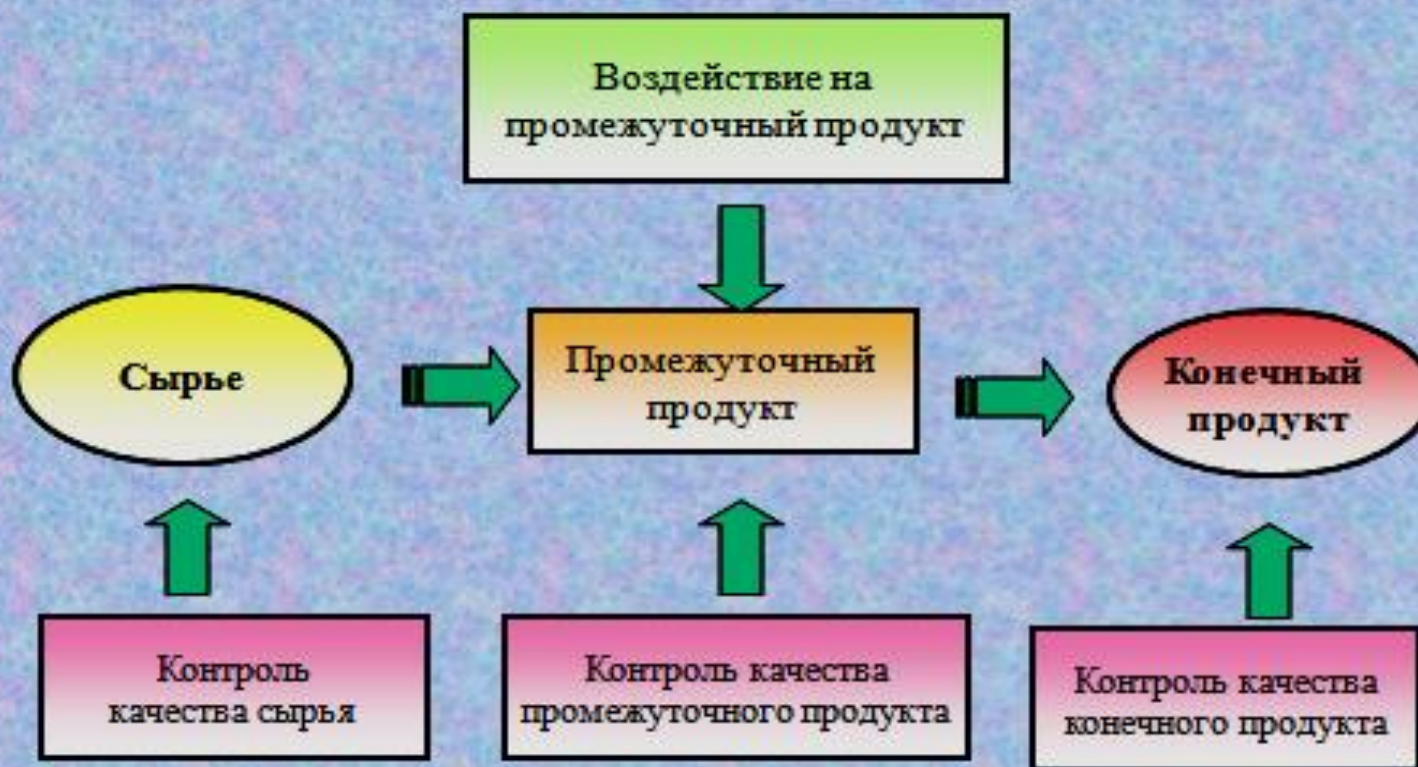 Воздействие на
промежуточный продукт
Сырье
Промежуточный
продукт
Конечный
продукт
Контроль
качества сырья
Контроль качества
промежуточного продукта
Контроль качества
конечного продукта